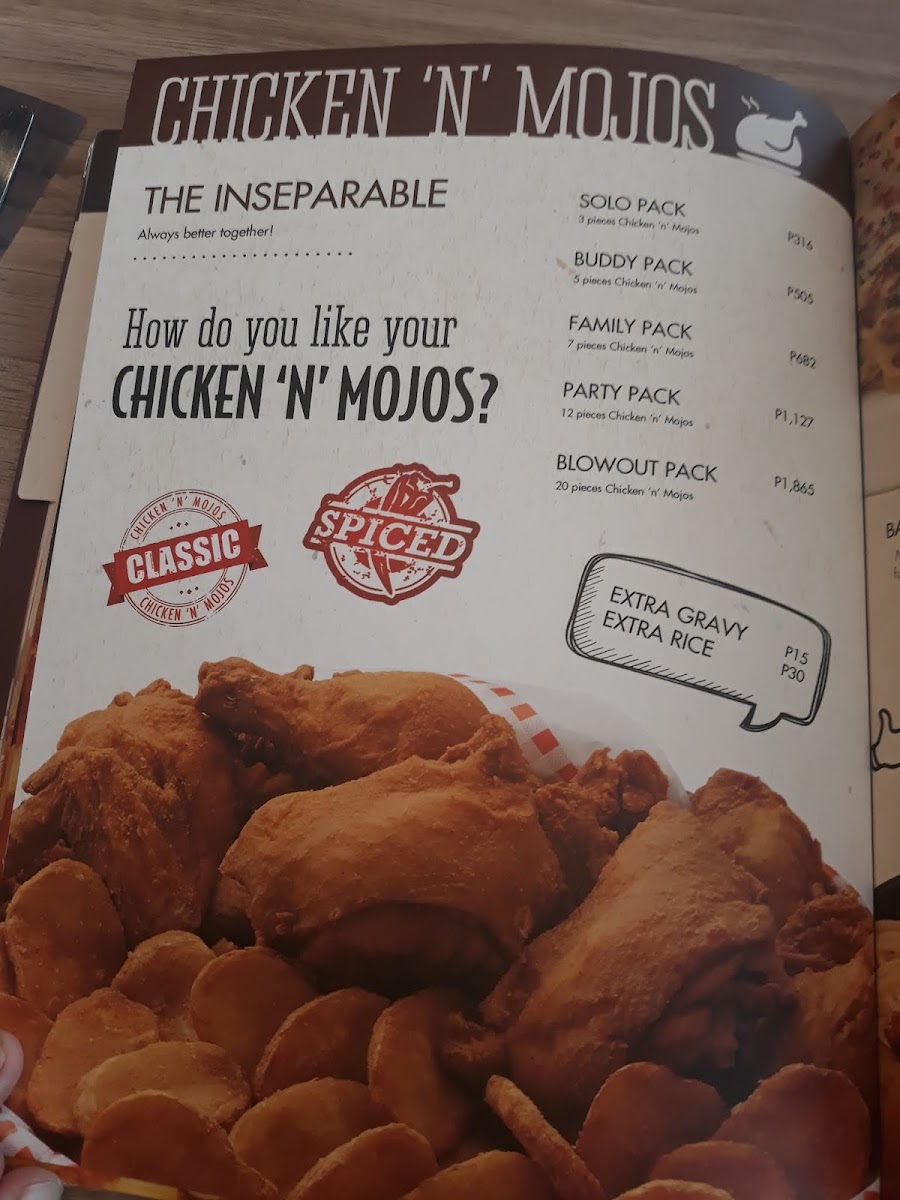 CHICKEN 'N' MOJOS
THE INSEPARABLE
Always better together!
How do you like your
CHICKEN 'N' MOJOS?
CHICKEN 'N' MOJOS
CLASSIC
CHICKEN 'N' MOJOS
SPICED
SOLO PACK
3 pieces Chicken 'n' Mojos
P316
BUDDY PACK
5 pieces Chicken 'n' Mojos
P505
FAMILY PACK
7 pieces Chicken 'n' Mojos
P682
PARTY PACK
12 pieces Chicken 'n' Mojos
P1,127
BLOWOUT PACK
20 pieces Chicken 'n' Mojos
P1,865
EXTRA GRAVY P15
EXTRA RICE P30